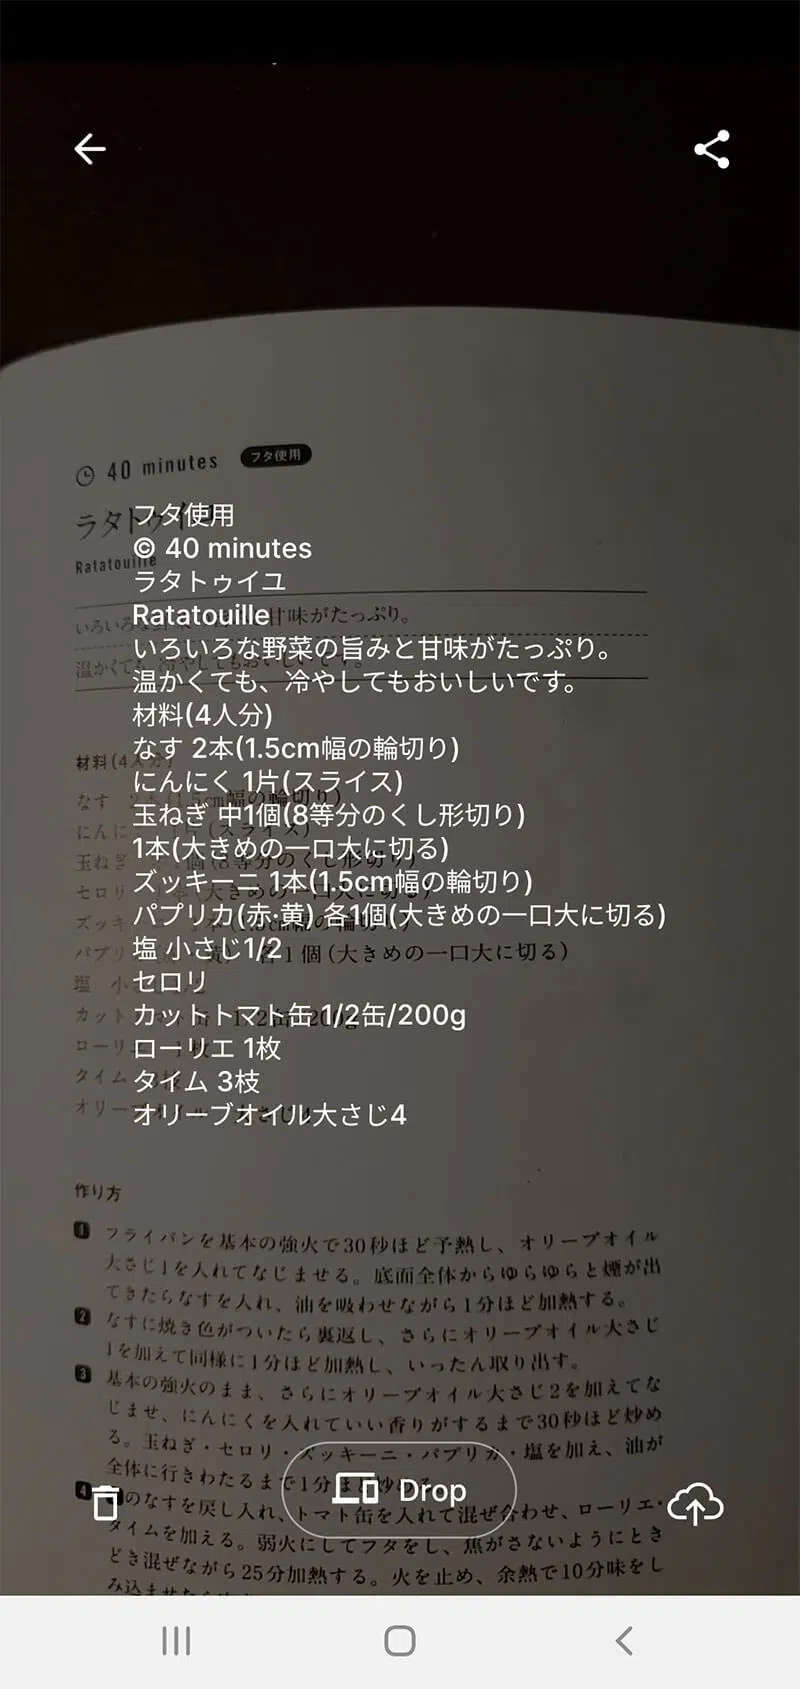 40 minutes フタ使用
ラタトゥイユ
Ratatouille
フタ使用
© 40 minutes
ラタトゥイユ
Ratatouille
いろいろな野菜の旨みと甘味がたっぷり。
温かくても、冷やしてもおいしいです。
材料(4人分)
なす 2本(1.5cm幅の輪切り)
にんにく 1片(スライス)
玉ねぎ 中1個(8等分のくし形切り)
1本(大きめの一口大に切る)
ズッキーニ 1本(1.5cm幅の輪切り)
パプリカ(赤·黄) 各1個(大きめの一口大に切る)
塩 小さじ1/2
セロリ
カットトマト缶 1/2缶/200g
ローリエ 1枚
タイム 3枝
オリーブオイル大さじ4
作り方
1 フライパンを基本の強火で30秒ほど予熱し、オリーブオイル
大さじ1を入れてなじませる。底面全体からゆらゆらと煙が出
てきたらなすを入れ、油を吸わせながら1分ほど加熱する。
2 なすに焼き色がついたら裏返し、さらにオリーブオイル大さじ
1を加えて同様に1分ほど加熱し、いったん取り出す。
3 基本の強火のまま、さらにオリーブオイル大さじ2を加えてな
じませ、にんにくを入れていい香りがするまで30秒ほど炒め
る。玉ねぎ・セロリ・ズッキーニ・パプリカ・塩を加え、油が
全体に行きわたるまで1分ほど炒める。
4 のなすを戻し入れ、トマト缶を入れて混ぜ合わせ、ローリエ・
タイムを加える。弱火にしてフタをし、焦がさないようにとき
どき混ぜながら25分加熱する。火を止め、余熱で10分味をし
み込ませ
Drop